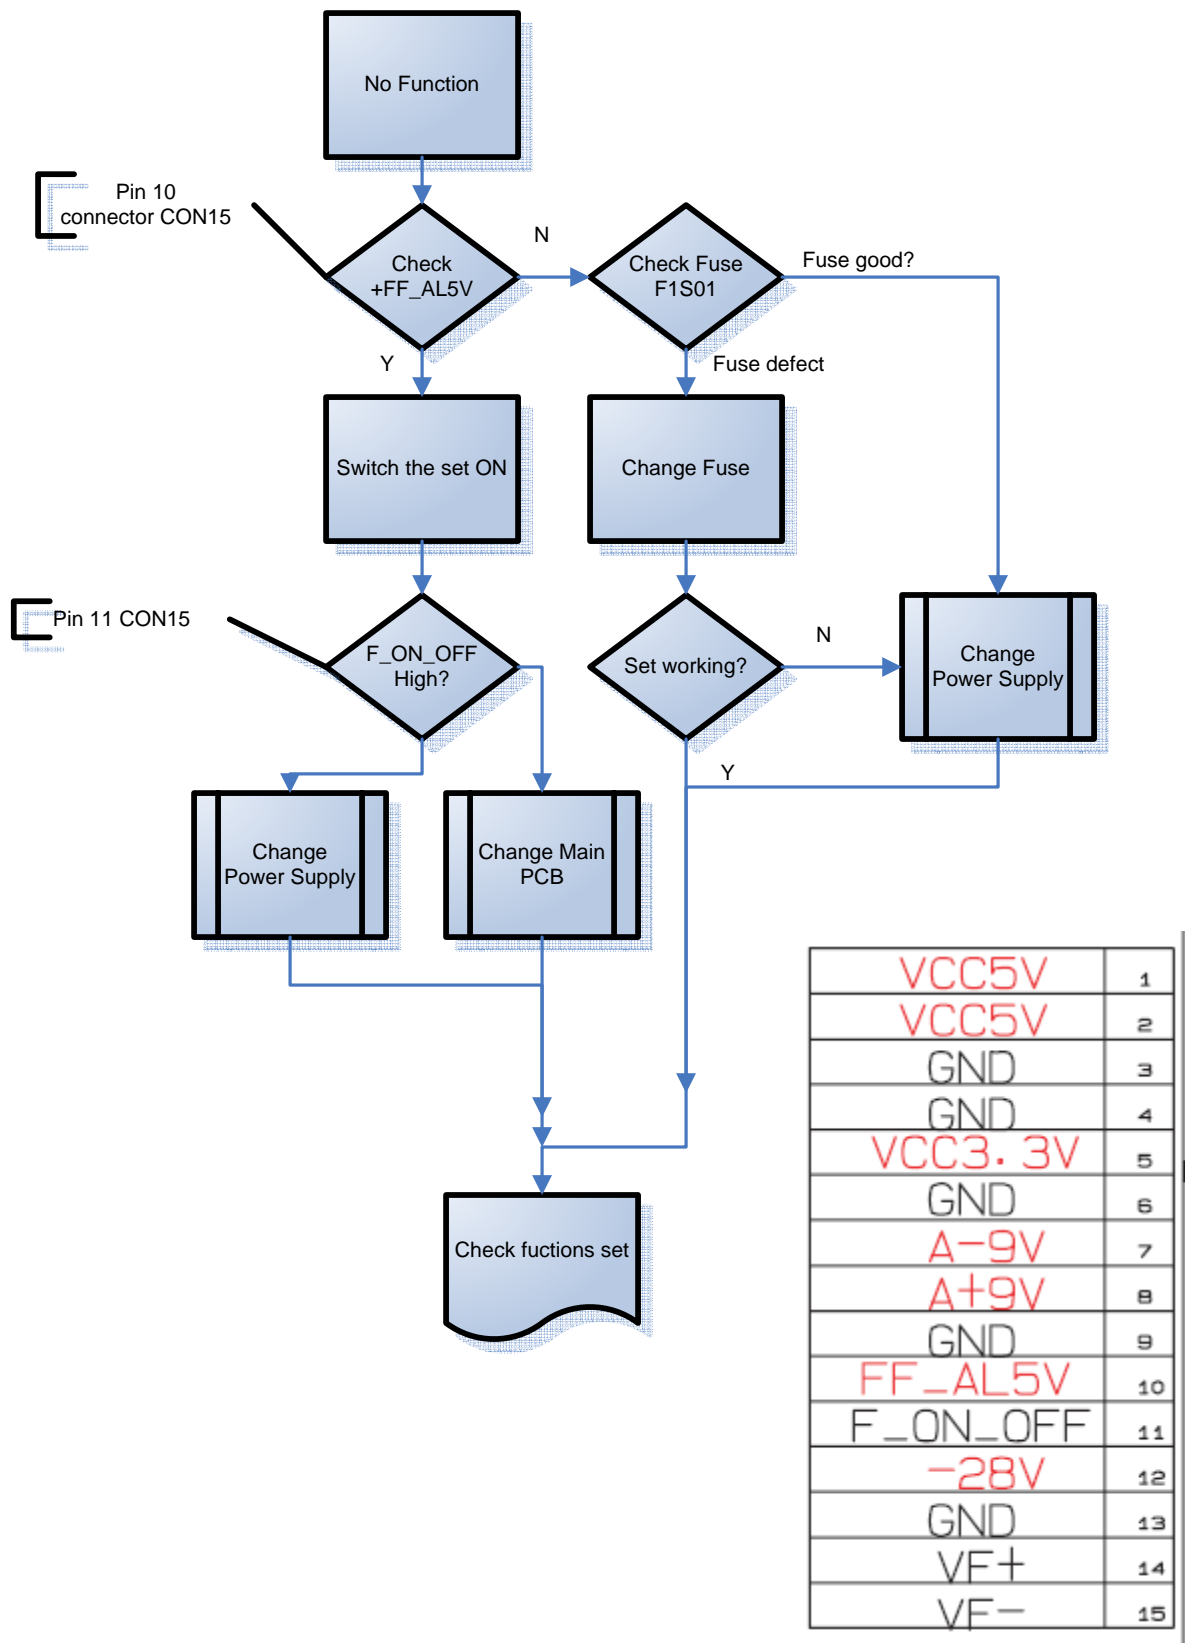 No Function
Pin 10
connector CON15
Check
+FF_AL5V
N
Check Fuse
F1S01
Fuse good?
Y
Fuse defect
Switch the set ON
Change Fuse
Pin 11 CON15
F_ON_OFF
High?
Set working?
N
Change
Power Supply
Y
Change
Power Supply
Change Main
PCB
Check fuctions set
VCC5V 1
VCC5V 2
GND 3
GND 4
VCC3.3V 5
GND 6
A-9V 7
A+9V 8
GND 9
FF_AL5V 10
F_ON_OFF 11
-28V 12
GND 13
VF+ 14
VF- 15